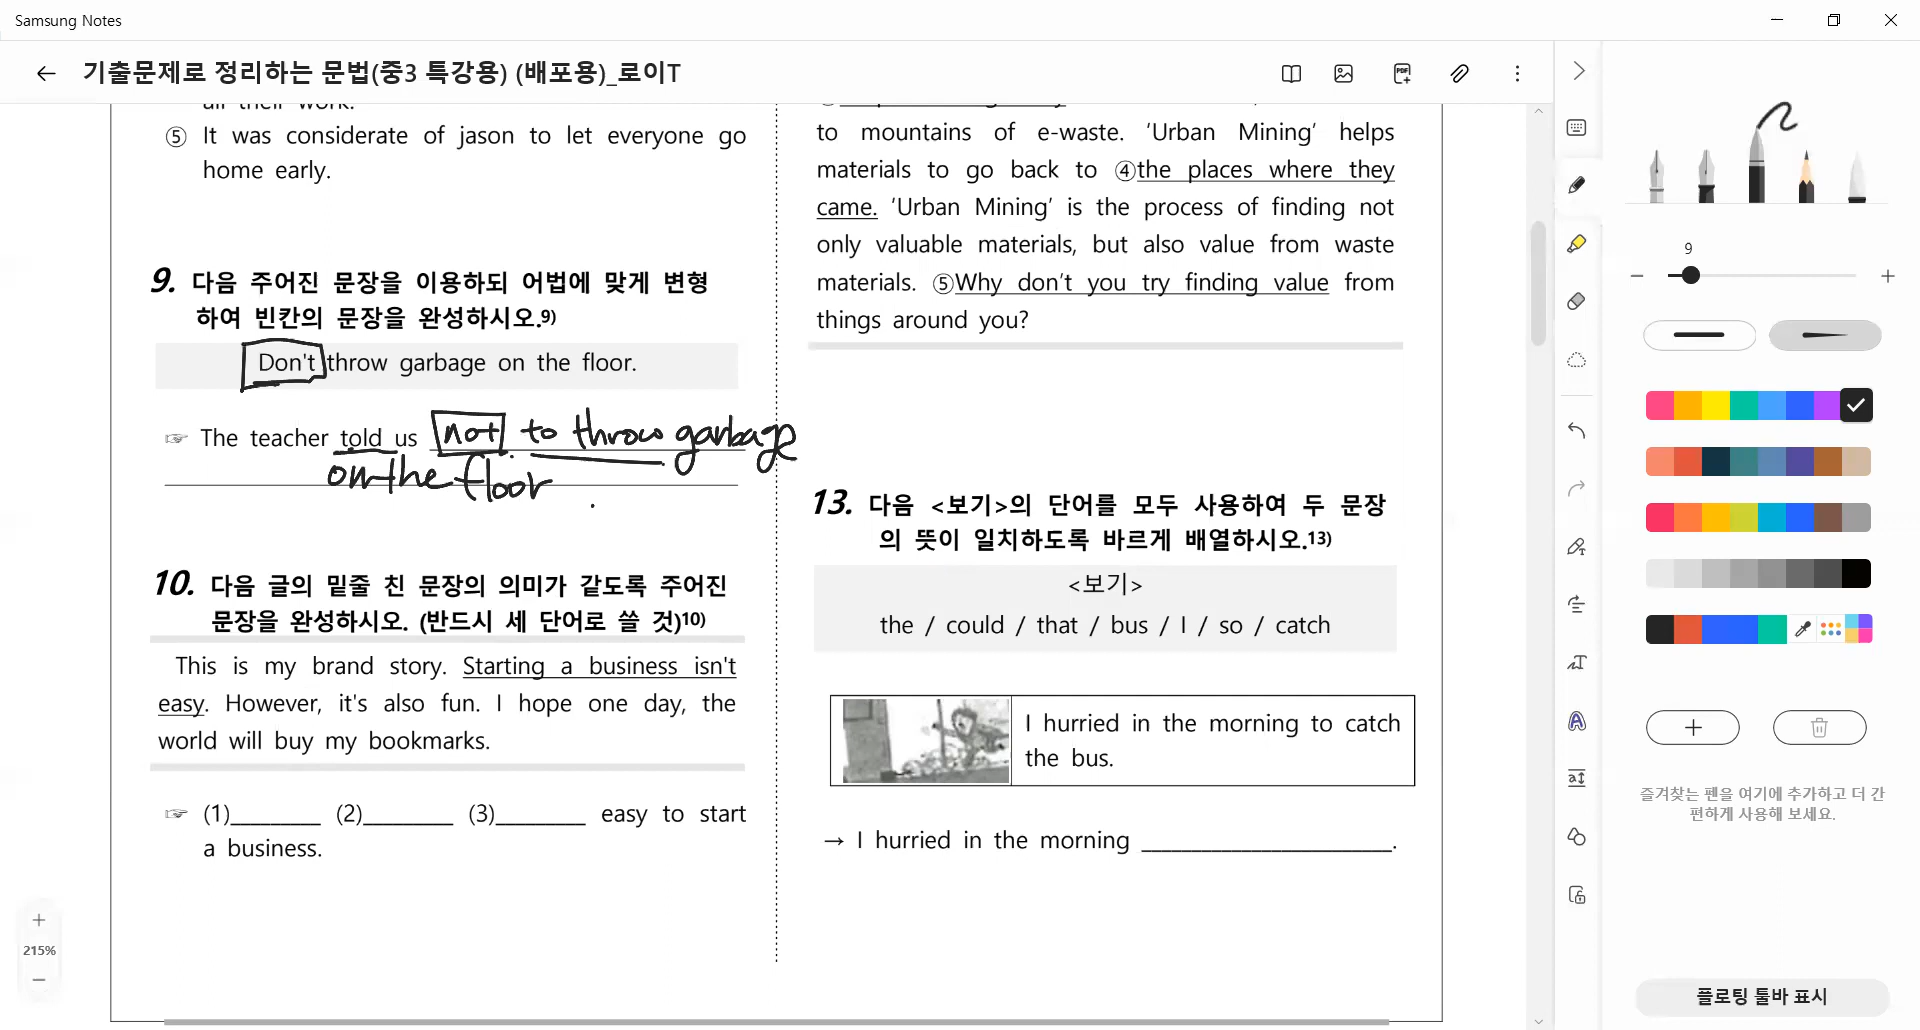 Samsung Notes
기출문제로 정리하는 문법(중3 특강용) (배포용)_로이T
all their work.
⑤ It was considerate of jason to let everyone go
home early.
9. 다음 주어진 문장을 이용하되 어법에 맞게 변형
하여 빈칸의 문장을 완성하시오.9)
Don't throw garbage on the floor.
☞ The teacher told us not to throw garbage
on the floor .
10. 다음 글의 밑줄 친 문장의 의미가 같도록 주어진
문장을 완성하시오. (반드시 세 단어로 쓸 것)10)
This is my brand story. Starting a business isn't
easy. However, it's also fun. I hope one day, the
world will buy my bookmarks.
☞ (1)_________ (2)_________ (3)_________ easy to start
a business.
to mountains of e-waste. ‘Urban Mining’ helps
materials to go back to ④the places where they
came. ‘Urban Mining’ is the process of finding not
only valuable materials, but also value from waste
materials. ⑤Why don’t you try finding value from
things around you?
13. 다음 <보기>의 단어를 모두 사용하여 두 문장
의 뜻이 일치하도록 바르게 배열하시오.13)
<보기>
the / could / that / bus / I / so / catch
I hurried in the morning to catch
the bus.
→ I hurried in the morning _________________________.
215%
9
즐겨찾는 펜을 여기에 추가하고 더 간
편하게 사용해 보세요.
플로팅 툴바 표시